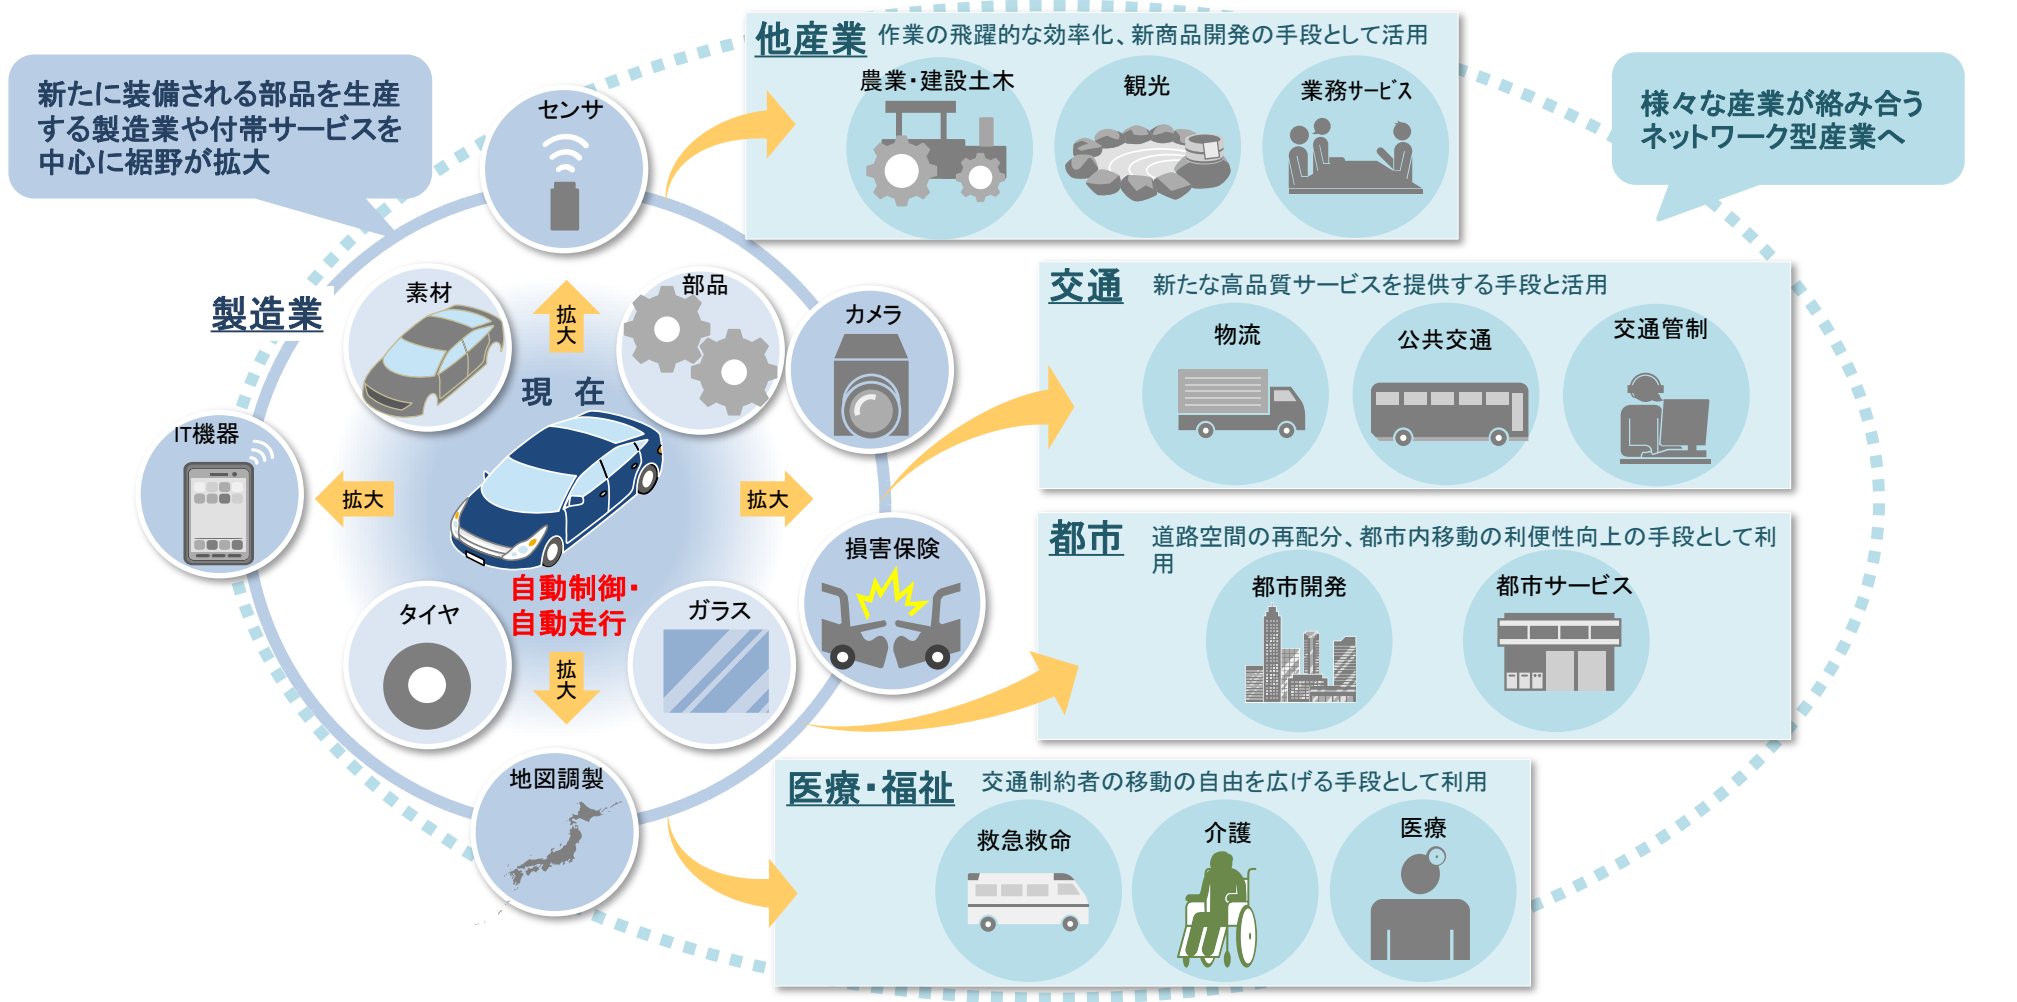 新たに装備される部品を生産
する製造業や付帯サービスを
中心に裾野が拡大
様々な産業が絡み合う
ネットワーク型産業へ
製造業
センサ
素材
部品
カメラ
IT機器
現 在
拡大
拡大
拡大
拡大
自動制御・
自動走行
損害保険
タイヤ
ガラス
地図調製
他産業
作業の飛躍的な効率化、新商品開発の手段として活用
農業・建設土木
観光
業務サービス
交通
新たな高品質サービスを提供する手段と活用
物流
公共交通
交通管制
都市
道路空間の再配分、都市内移動の利便性向上の手段として利
用
都市開発
都市サービス
医療・福祉
交通制約者の移動の自由を広げる手段として利用
救急救命
介護
医療